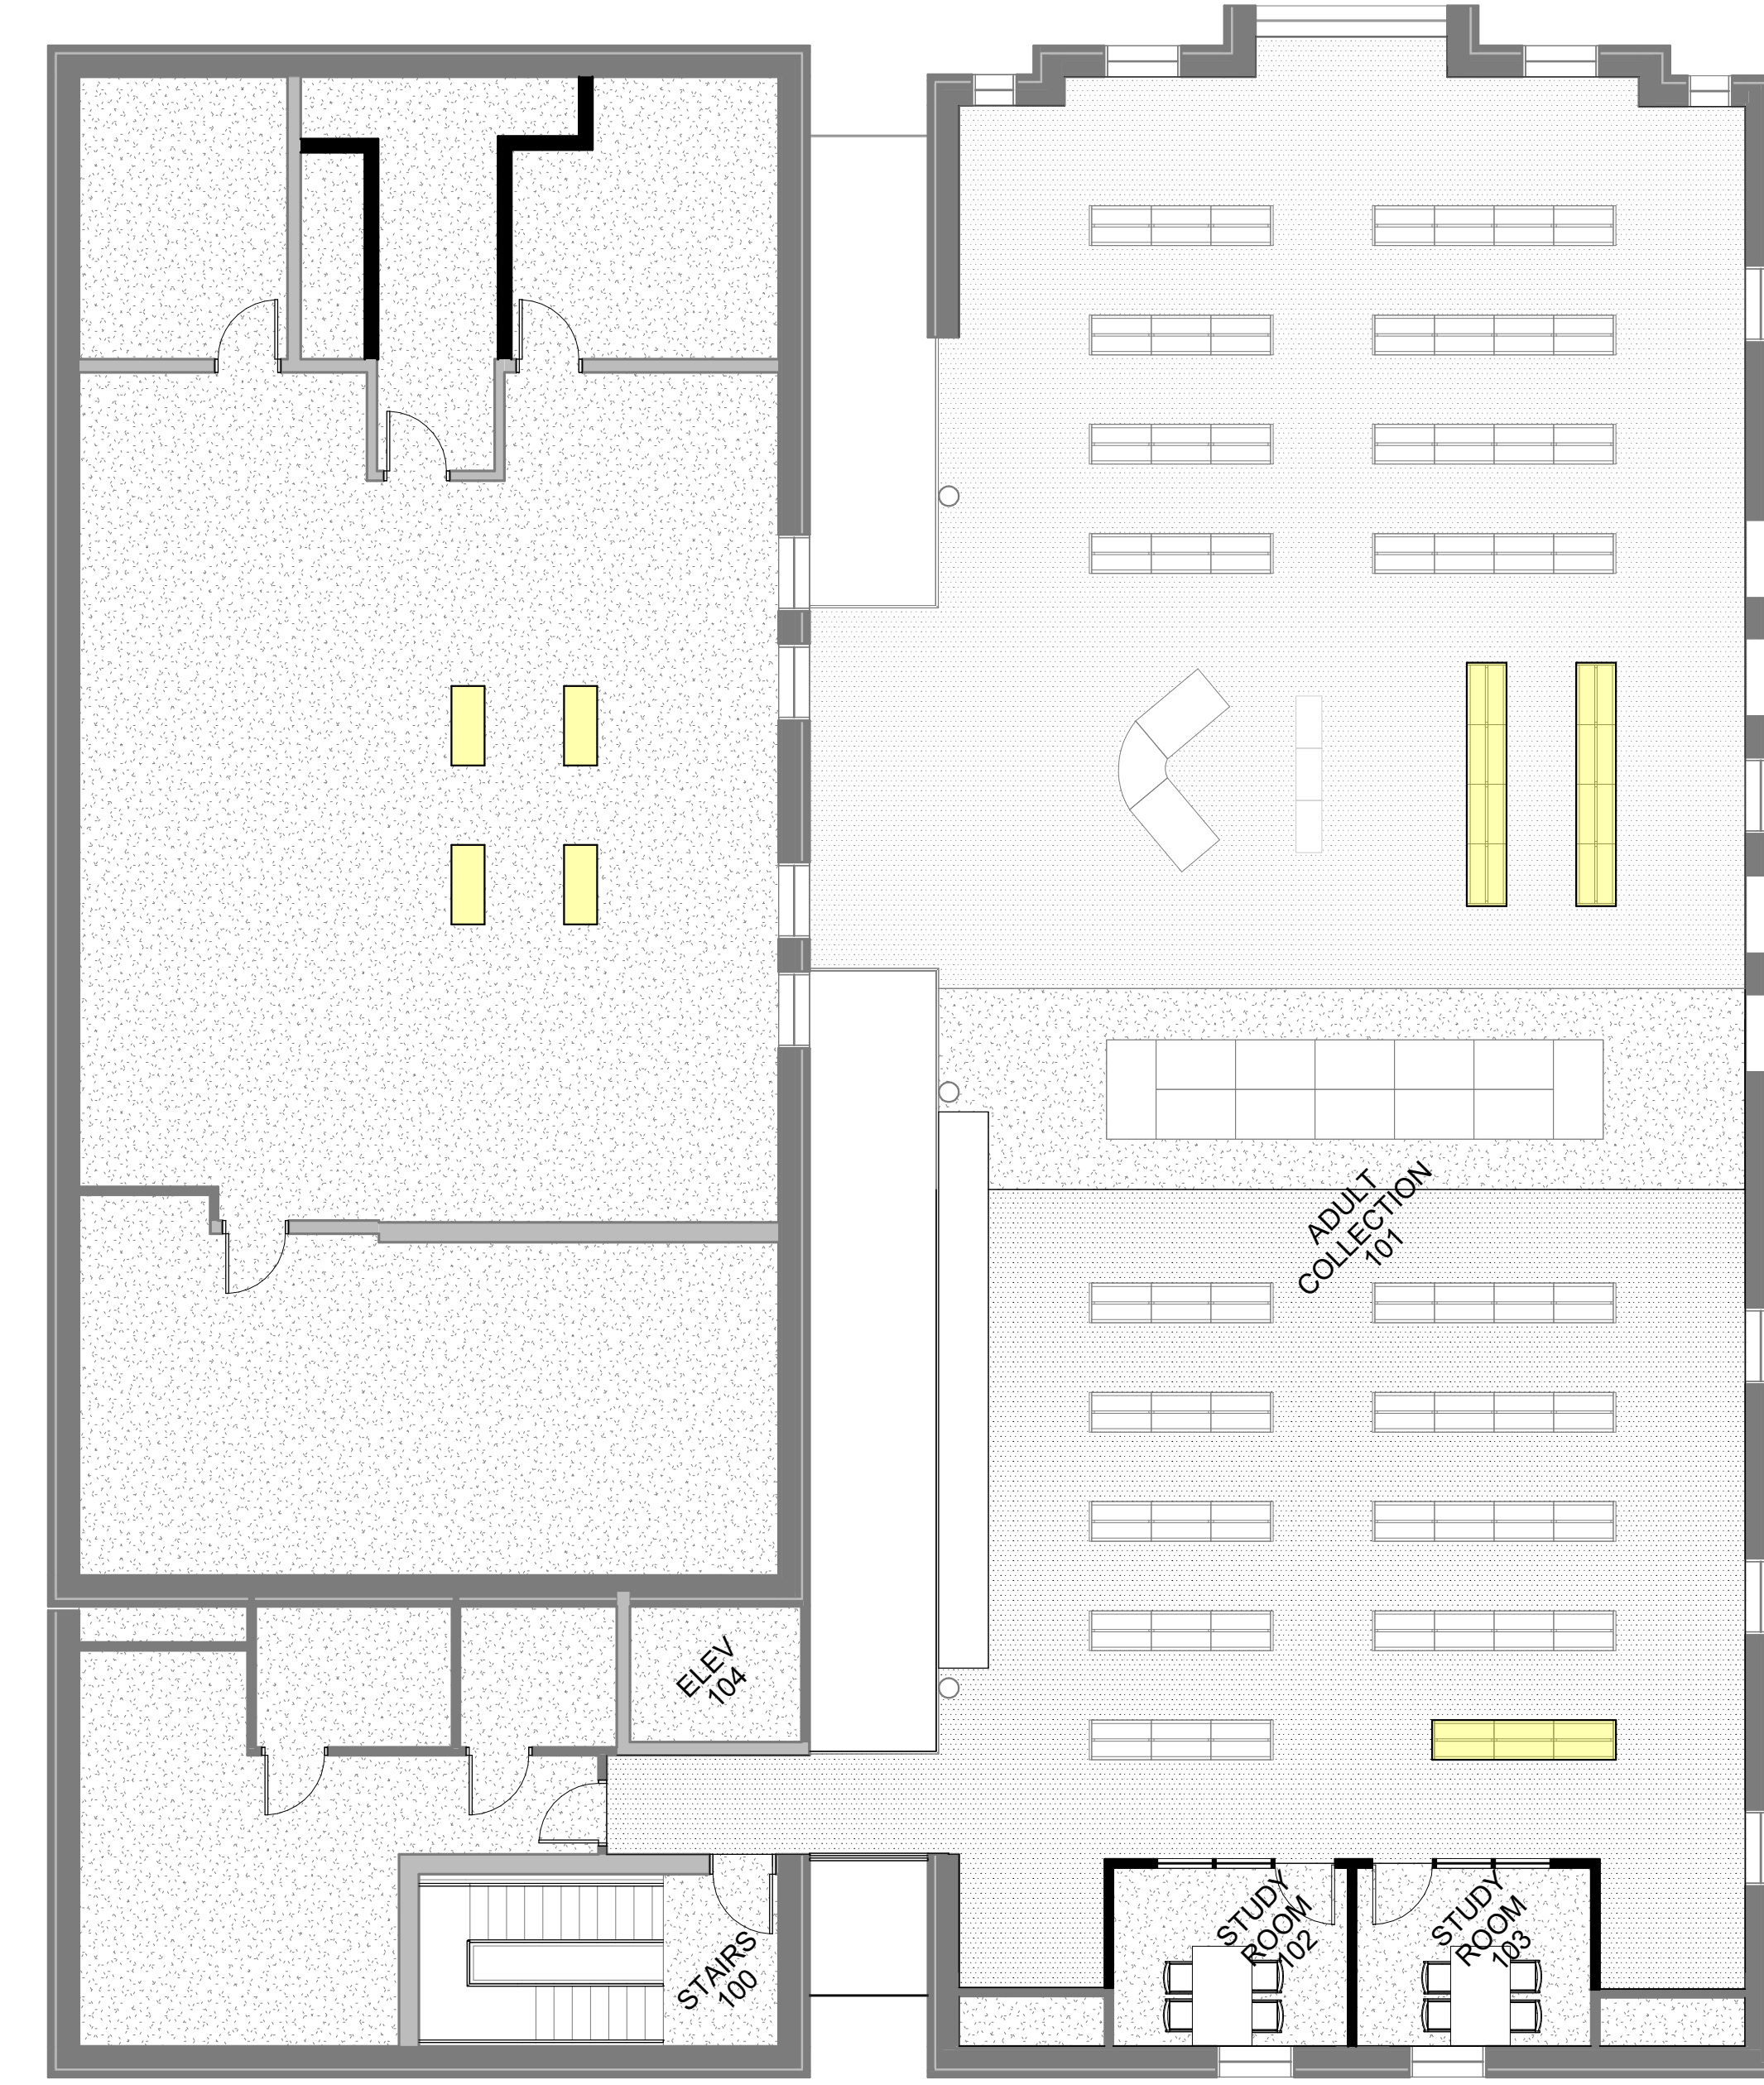 ADULT
COLLECTION
101
ELEV
104
STAIRS
100
STUDY
ROOM
102
STUDY
ROOM
103